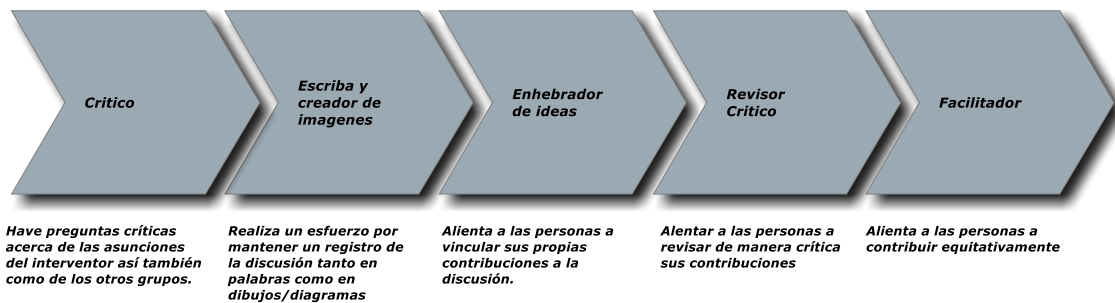 Critico
Escriba y
creador de
imagenes
Enhebrador
de ideas
Revisor
Critico
Facilitador
Have preguntas críticas
acerca de las asunciones
del interventor así también
como de los otros grupos.
Realiza un esfuerzo por
mantener un registro de
la discusión tanto en
palabras como en
dibujos/diagramas
Alienta a las personas a
vincular sus propias
contribuciones a la
discusión.
Alentar a las personas a
revisar de manera crítica
sus contribuciones
Alienta a las personas a
contribuir equitativamente